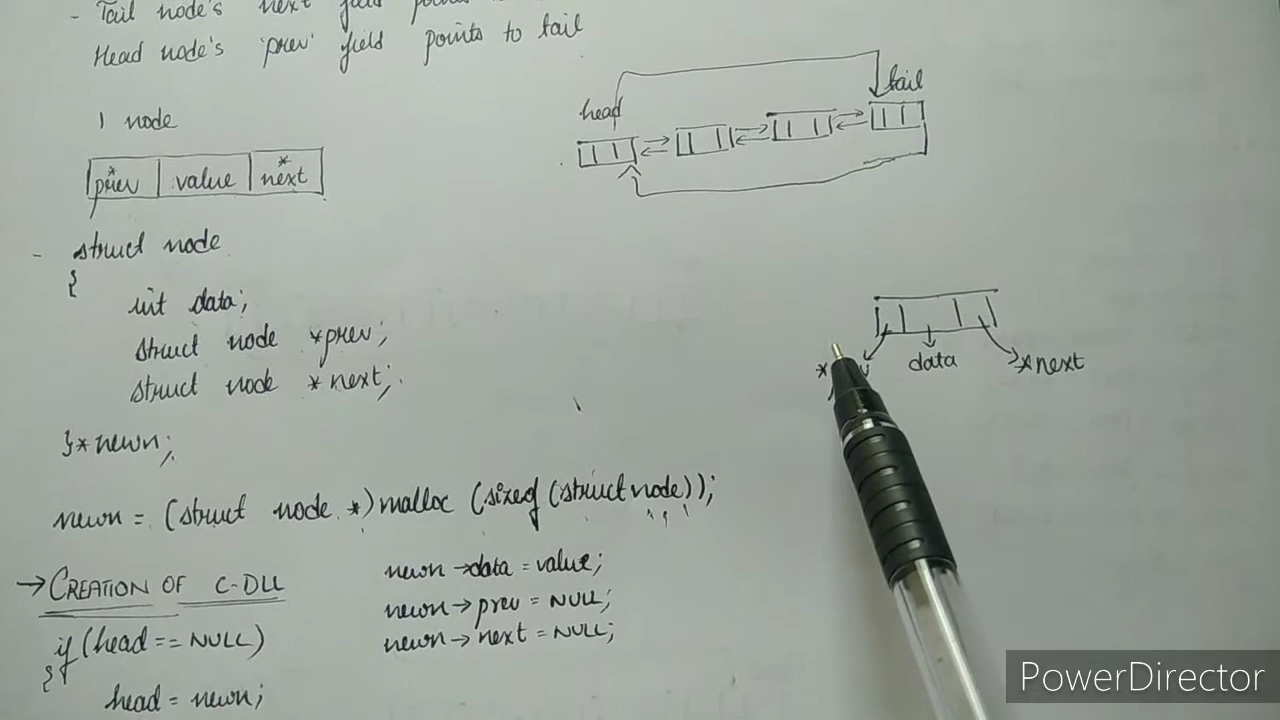 - Tail node's next field points
Head node's 'prev' field points to tail
head
tail
1 node
*prev value *next
- struct node
{
int data;
struct node *prev;
struct node *next;
}*newn;
* data *next
newn = (struct node *)malloc (sizeof (struct node));
→ CREATION OF C-DLL
newn→data = value;
newn→prev = NULL;
newn→next = NULL;
if (head == NULL)
{
head = newn;
PowerDirector